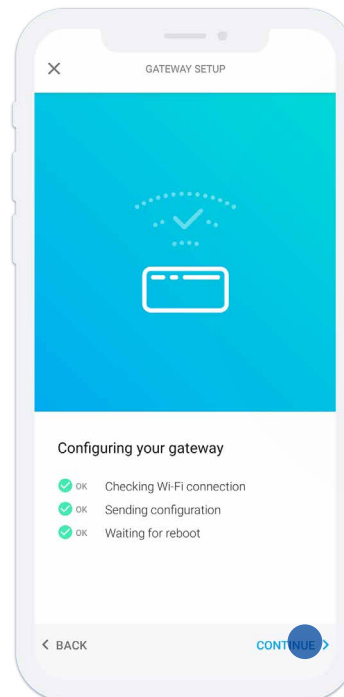 GATEWAY SETUP
Configuring your gateway
OK Checking Wi-Fi connection
OK Sending configuration
OK Waiting for reboot
BACK CONTINUE